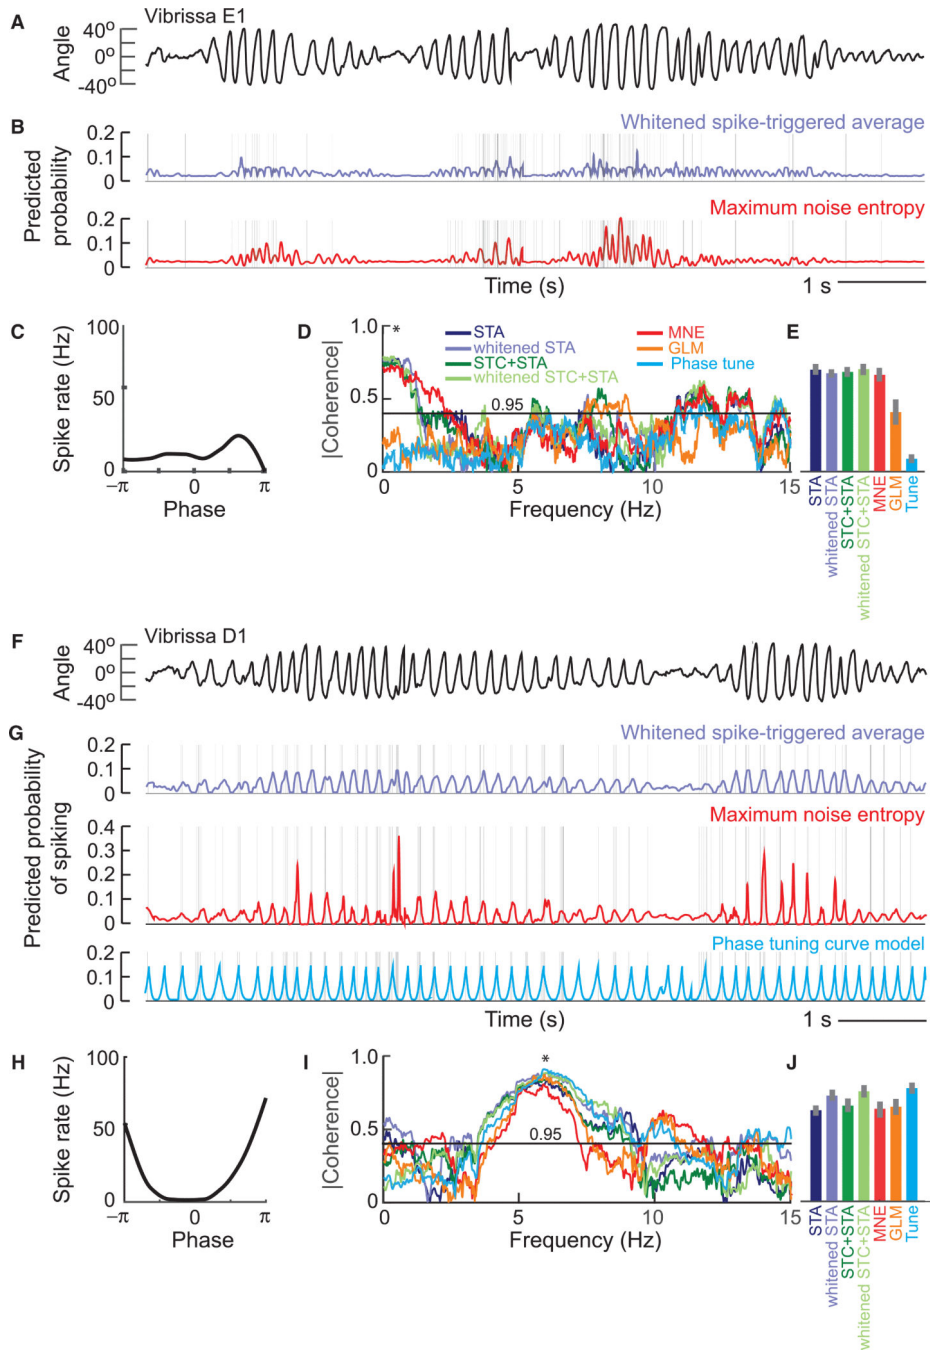 A
Vibrissa E1
Angle
40º
-40º
B
Whitened spike-triggered average
Predicted
probability
0.2
0.1
0
Maximum noise entropy
0.2
0.1
0
Time (s)
1 s
C
Spike rate (Hz)
100
50
0
−π
0
π
Phase
D
|Coherence|
1.0
0.5
0
*
STA
whitened STA
STC+STA
whitened STC+STA
MNE
GLM
Phase tune
0.95
0
5
10
15
Frequency (Hz)
E
STA
whitened STA
STC+STA
whitened STC+STA
MNE
GLM
Tune
F
Vibrissa D1
Angle
40º
-40º
G
Whitened spike-triggered average
Predicted probability
of spiking
0.2
0.1
0
Maximum noise entropy
0.4
0.3
0.2
0.1
0
Phase tuning curve model
0.2
0.1
0
Time (s)
1 s
H
Spike rate (Hz)
100
50
0
−π
0
π
Phase
I
|Coherence|
1.0
0.5
0
*
0.95
0
5
10
15
Frequency (Hz)
J
STA
whitened STA
STC+STA
whitened STC+STA
MNE
GLM
Tune